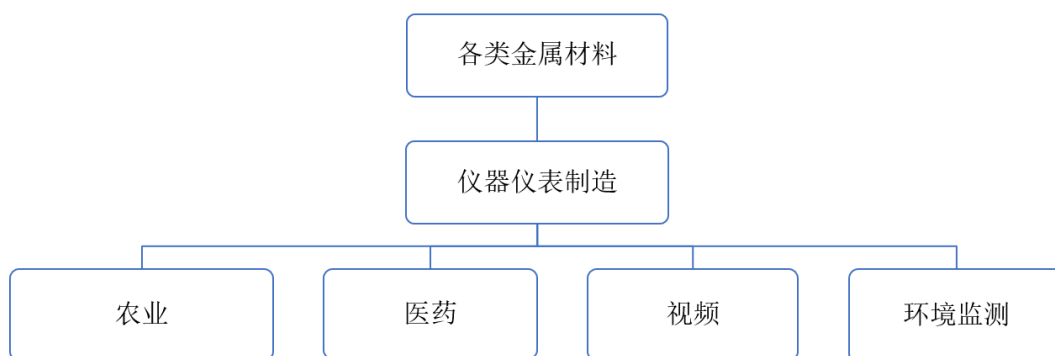 各类金属材料
仪器仪表制造
农业
医药
视频
环境监测